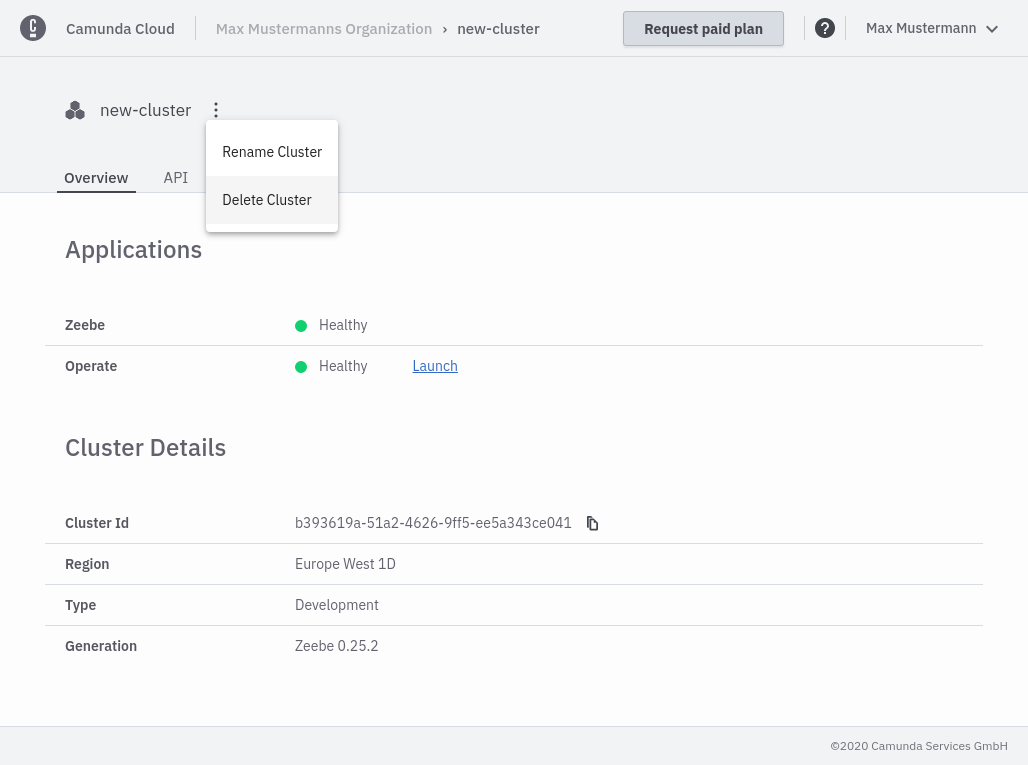 Camunda Cloud
Max Mustermanns Organization › new-cluster
Request paid plan
?
Max Mustermann
new-cluster
Rename Cluster
Delete Cluster
Overview
API
Applications
Zeebe Healthy
Operate Healthy Launch
Cluster Details
Cluster Id b393619a-51a2-4626-9ff5-ee5a343ce041
Region Europe West 1D
Type Development
Generation Zeebe 0.25.2
©2020 Camunda Services GmbH